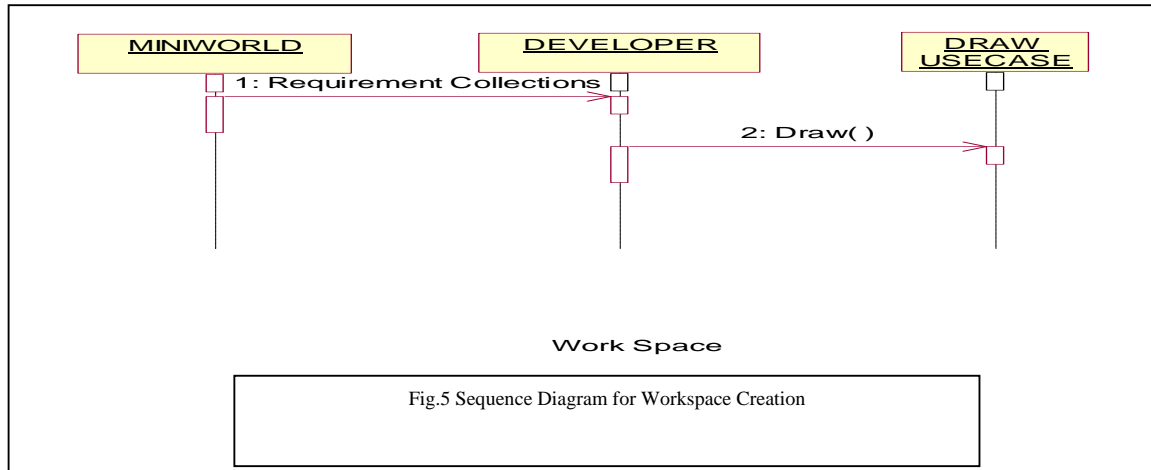 MINIWORLD
DEVELOPER
DRAW
USECASE
1: Requirement Collections
2: Draw( )
Work Space
Fig.5 Sequence Diagram for Workspace Creation